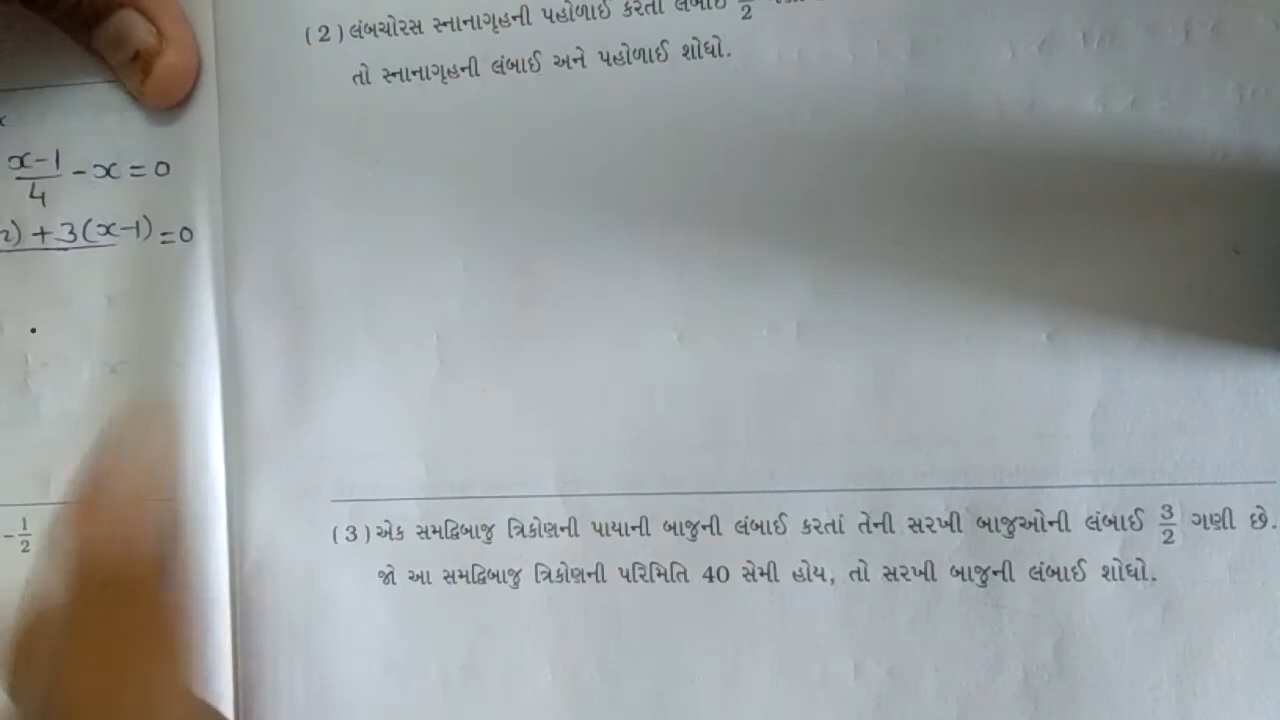 (2) લંબચોરસ સ્નાનાગૃહની પહોળાઈ કરતાં લંબાઈ
તો સ્નાનાગૃહની લંબાઈ અને પહોળાઈ શોધો.
x-1/4 - x = 0
+ 3(x-1) = 0
-1/2
(3) એક સમદ્વિબાજુ ત્રિકોણની પાયાની બાજુની લંબાઈ કરતાં તેની સરખી બાજુઓની લંબાઈ 3/2 ગણી છે.
જો આ સમદ્વિબાજુ ત્રિકોણની પરિમિતિ 40 સેમી હોય, તો સરખી બાજુની લંબાઈ શોધો.